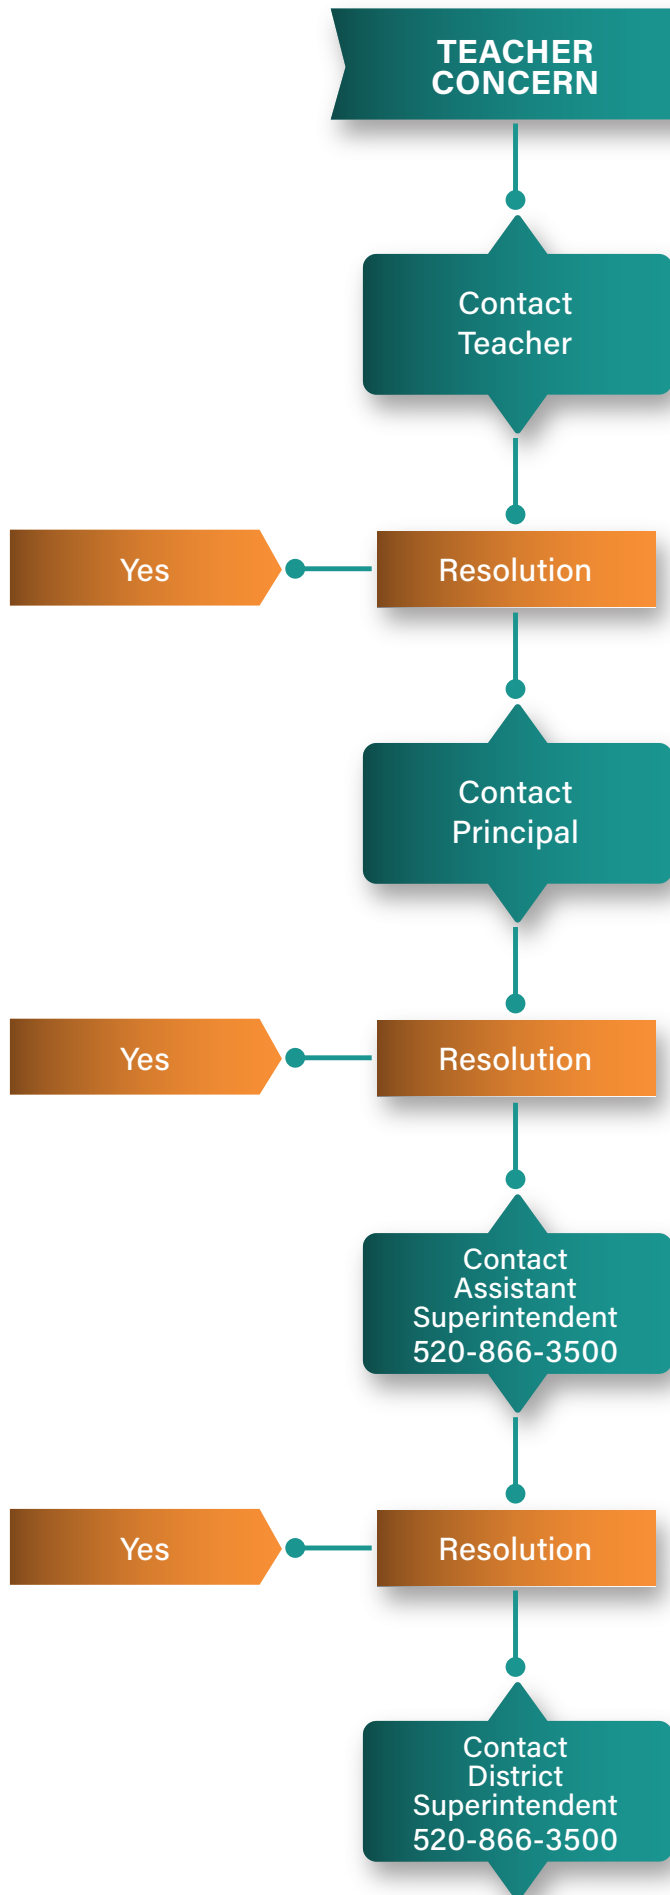 TEACHER
CONCERN
Contact
Teacher
Yes
Resolution
Contact
Principal
Yes
Resolution
Contact
Assistant
Superintendent
520-866-3500
Yes
Resolution
Contact
District
Superintendent
520-866-3500